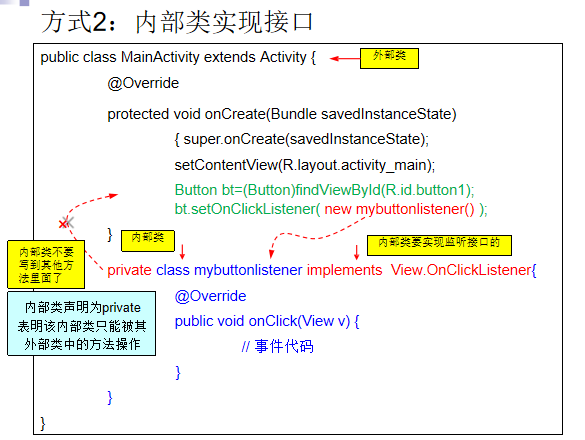 方式2：内部类实现接口
public class MainActivity extends Activity {
外部类
@Override
protected void onCreate(Bundle savedInstanceState)
{ super.onCreate(savedInstanceState);
setContentView(R.layout.activity_main);
Button bt=(Button)findViewById(R.id.button1);
bt.setOnClickListener( new mybuttonlistener() );
}
内部类
内部类要实现监听接口的
内部类不要
写到其他方
法里面了
private class mybuttonlistener implements View.OnClickListener{
@Override
public void onClick(View v) {
// 事件代码
}
}
}
内部类声明为private
表明该内部类只能被其
外部类中的方法操作